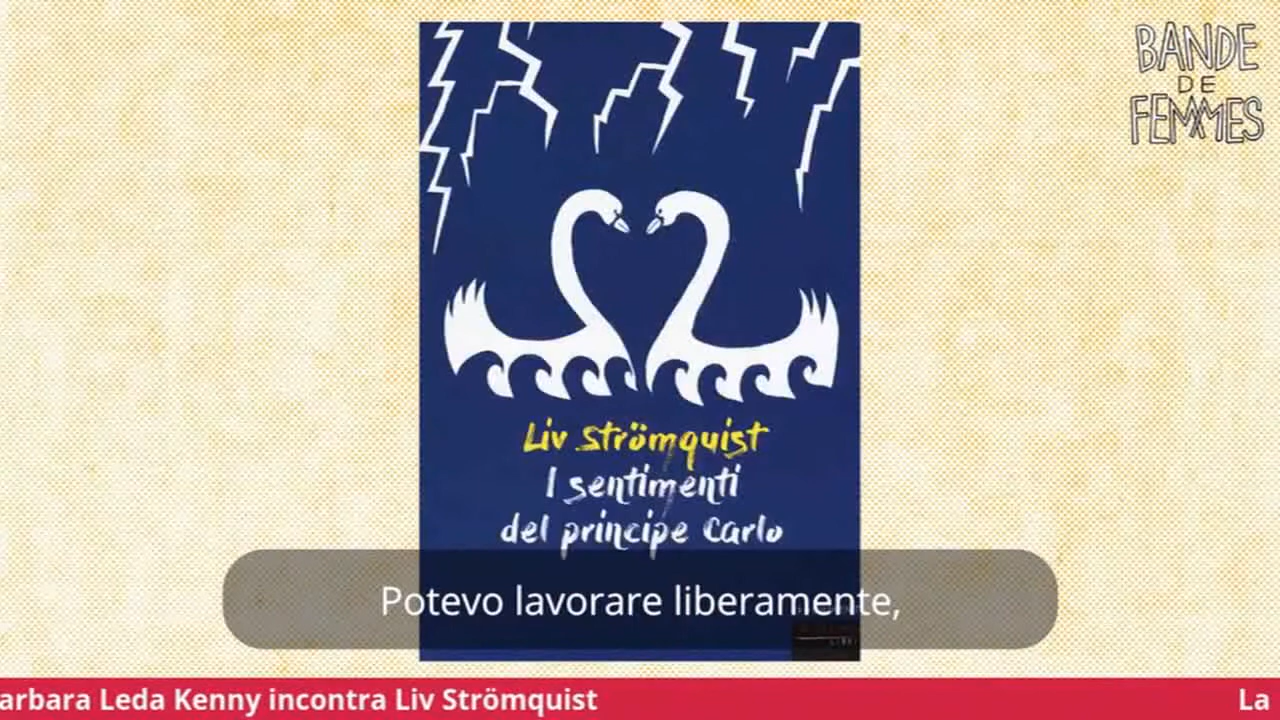 BANDE
DE
FEMMES
Liv Strömquist
I sentimenti
del principe Carlo
Potevo lavorare liberamente,
arbara Leda Kenny incontra Liv Strömquist
La